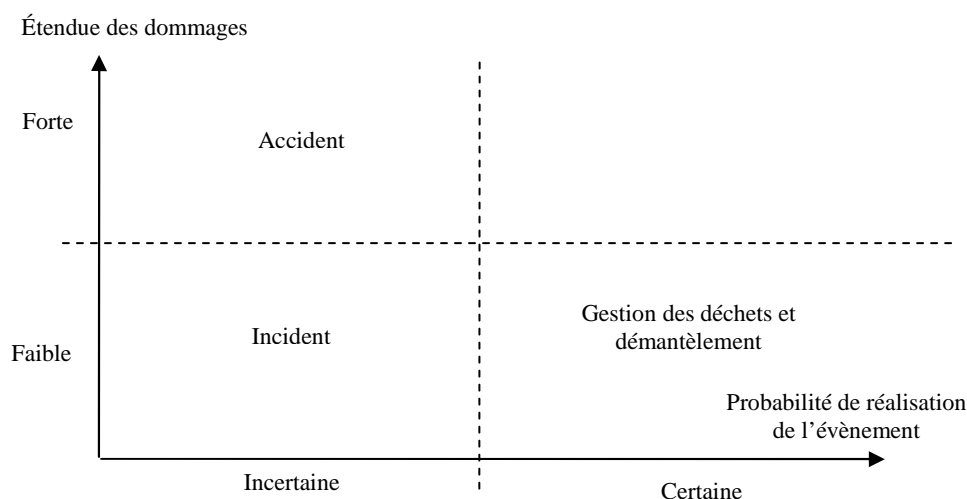 Étendue des dommages
Forte
Accident
Gestion des déchets et
démantèlement
Incident
Faible
Probabilité de réalisation
de l’évènement
Incertaine
Certaine